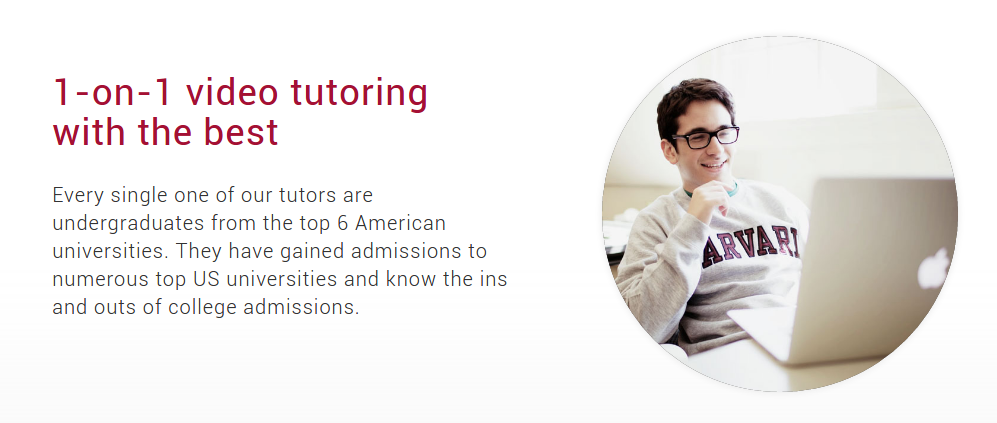 1-on-1 video tutoring
with the best
Every single one of our tutors are
undergraduates from the top 6 American
universities. They have gained admissions to
numerous top US universities and know the ins
and outs of college admissions.
ARVAR